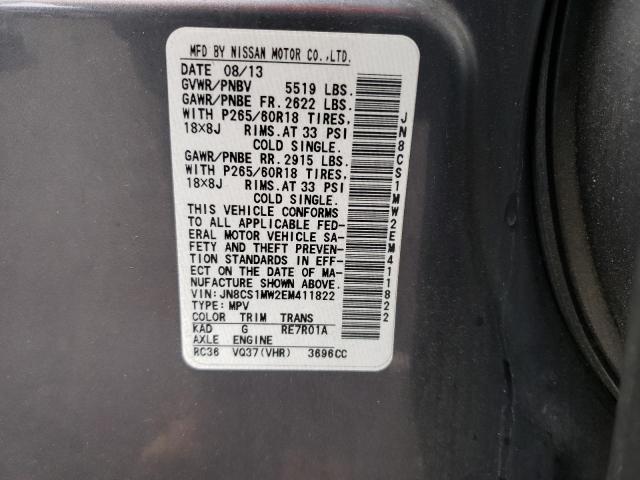 MFD BY NISSAN MOTOR CO.,LTD.
DATE 08/13
GVWR/PNBV 5519 LBS.
GAWR/PNBE FR. 2622 LBS.
WITH P265/60R18 TIRES,
18×8J RIMS. AT 33 PSI
COLD SINGLE.
GAWR/PNBE RR. 2915 LBS.
WITH P265/60R18 TIRES,
18×8J RIMS. AT 33 PSI
COLD SINGLE.
THIS VEHICLE CONFORMS
TO ALL APPLICABLE FED-
ERAL MOTOR VEHICLE SA-
FETY AND THEFT PREVEN-
TION STANDARDS IN EFF-
ECT ON THE DATE OF MA-
NUFACTURE SHOWN ABOVE.
VIN: JN8CS1MW2EM411822
TYPE: MPV
COLOR TRIM TRANS
KAD G RE7R01A
AXLE ENGINE
RC36 VQ37(VHR) 3696CC
JN8CS1MW2EM411822